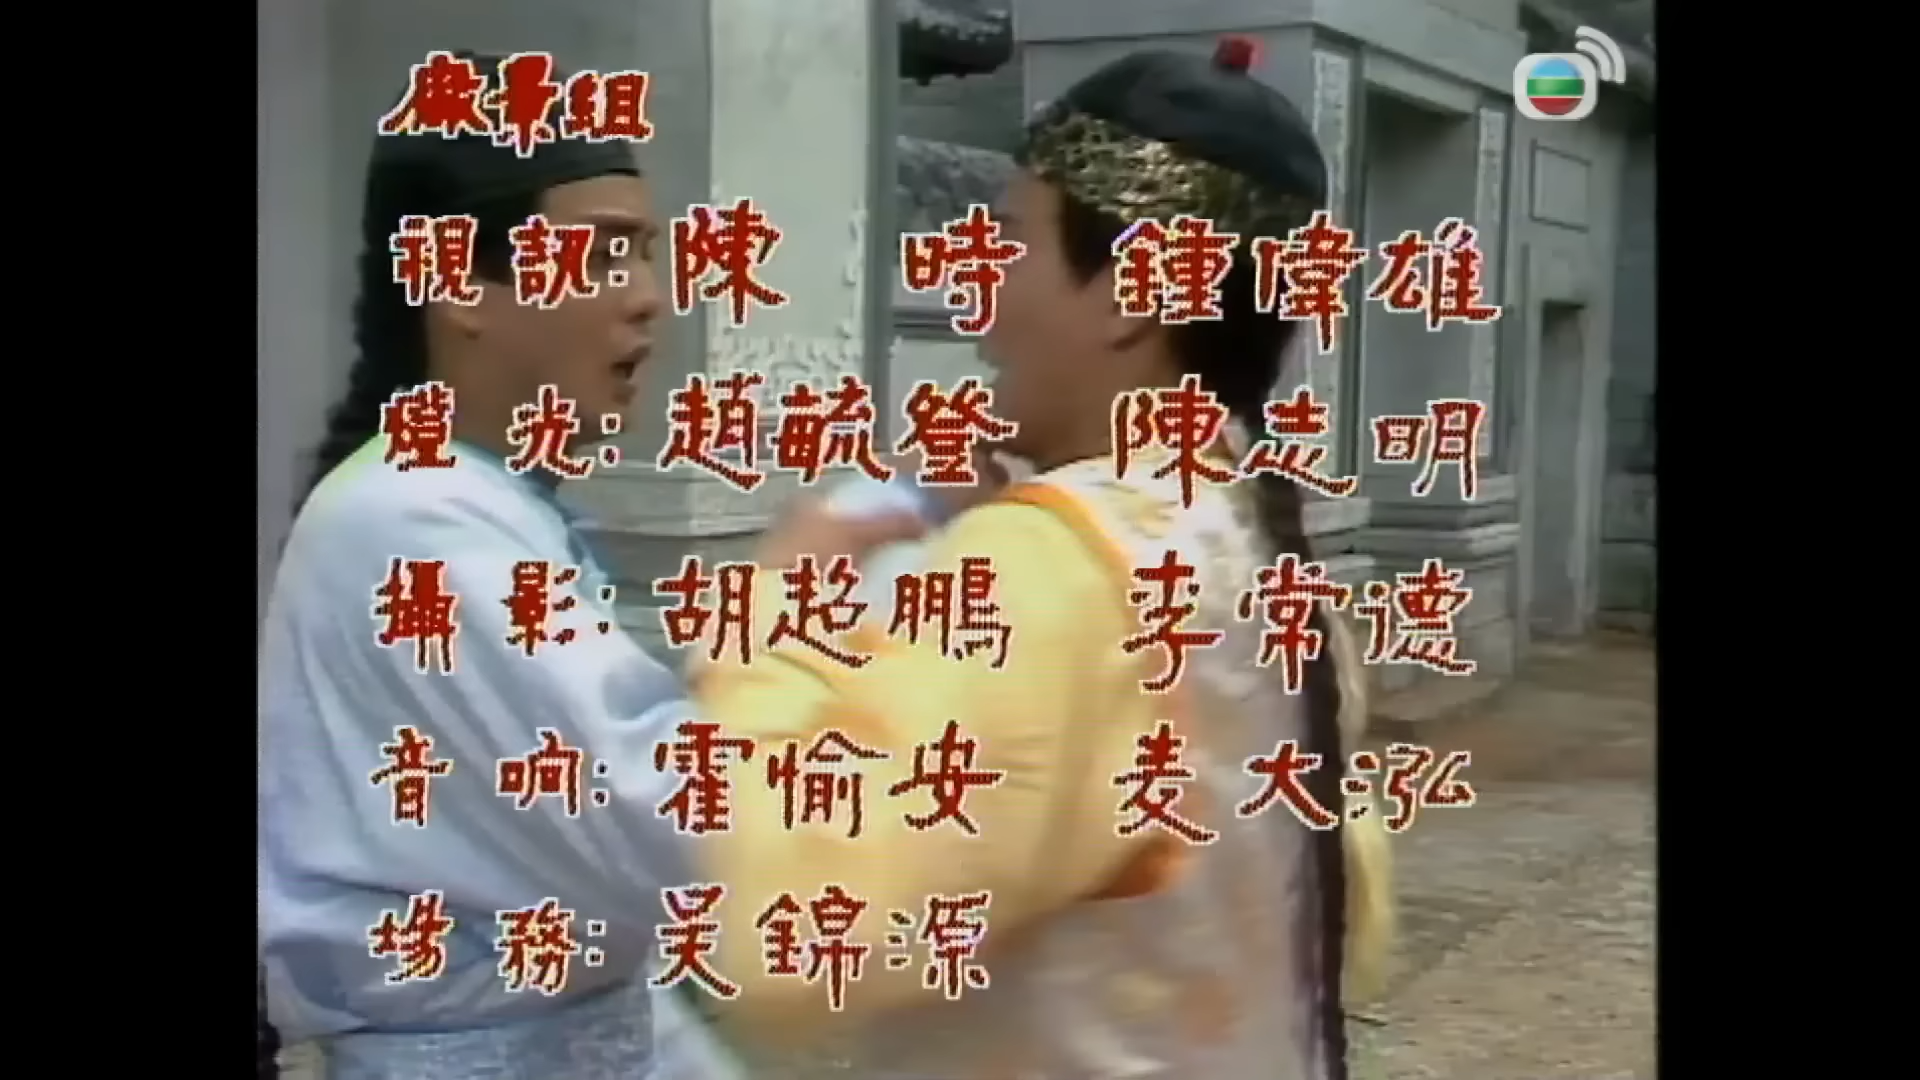 廠景組
視訊:陳 時 鍾偉雄
燈光:趙毓登 陳志明
攝影:胡超鵬 李常德
音响:霍愉安 麦大泓
場務:吴錦源